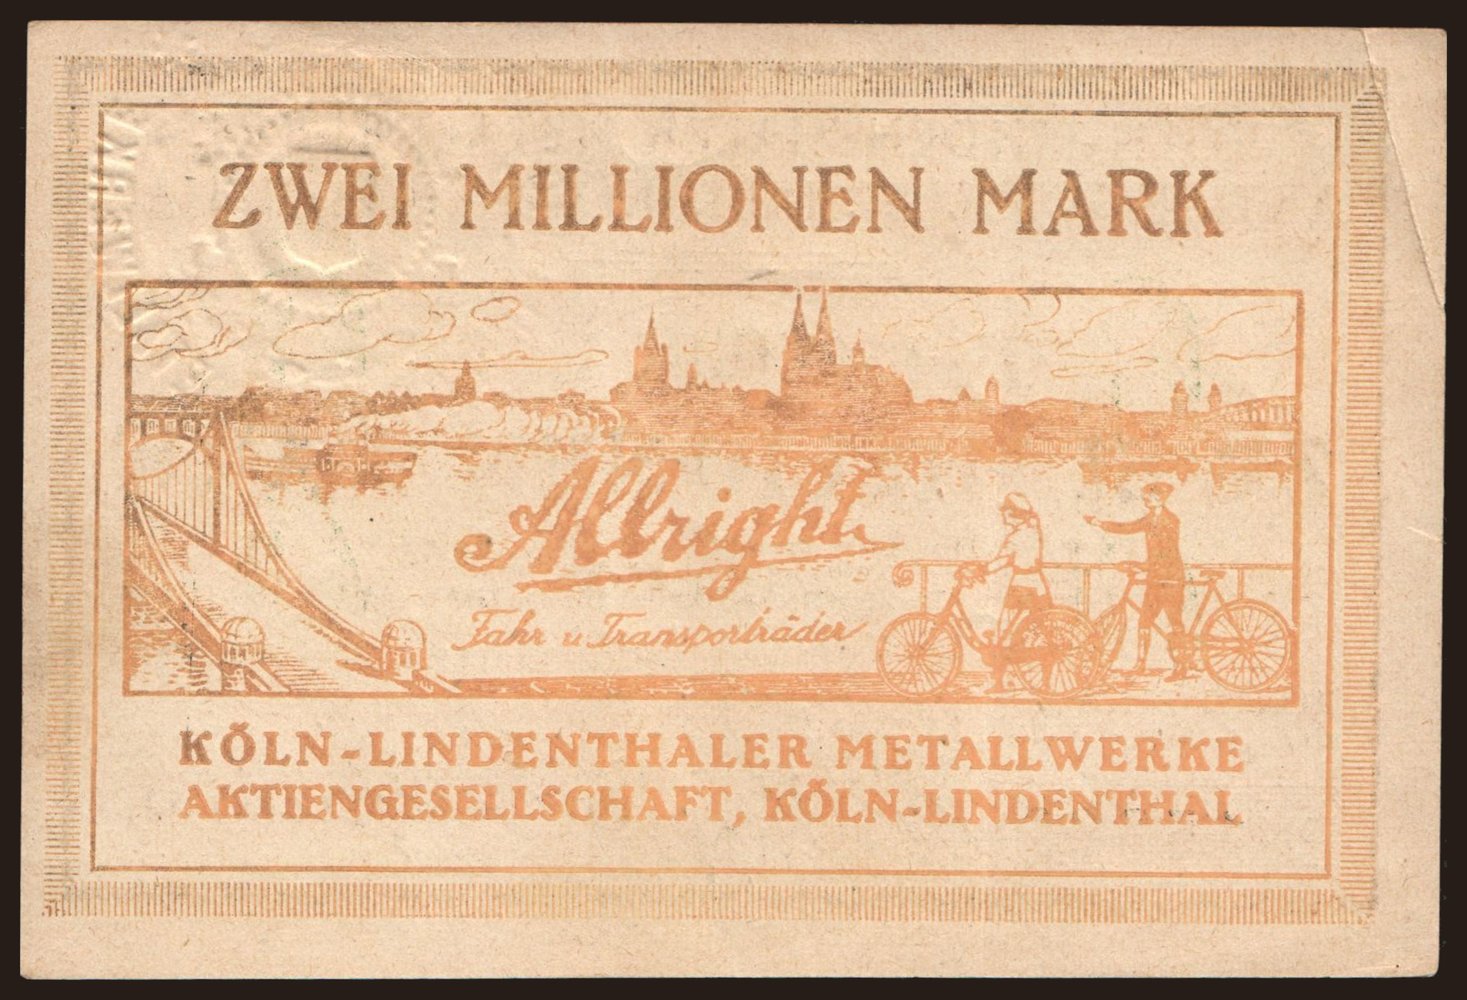 ZWEI MILLIONEN MARK
Allright
Fahr u. Transporträder
KÖLN-LINDENTHALER METALLWERKE
AKTIENGESELLSCHAFT, KÖLN-LINDENTHAL